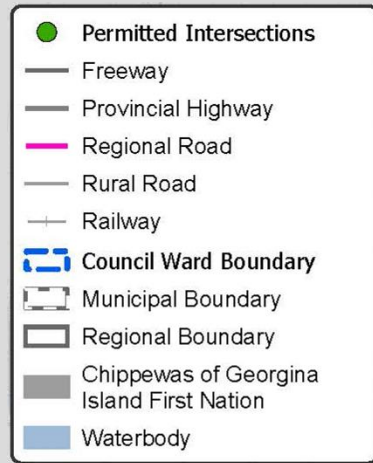 Permitted Intersections
Freeway
Provincial Highway
Regional Road
Rural Road
Railway
Council Ward Boundary
Municipal Boundary
Regional Boundary
Chippewas of Georgina
Island First Nation
Waterbody